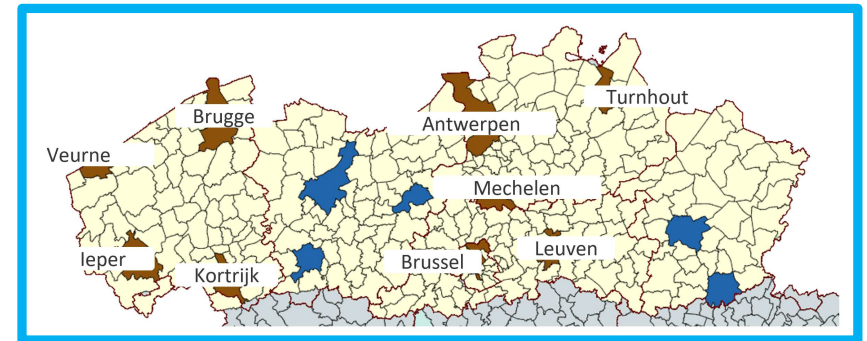 Turnhout
Brugge
Antwerpen
Veurne
Mechelen
Ieper
Kortrijk
Brussel
Leuven